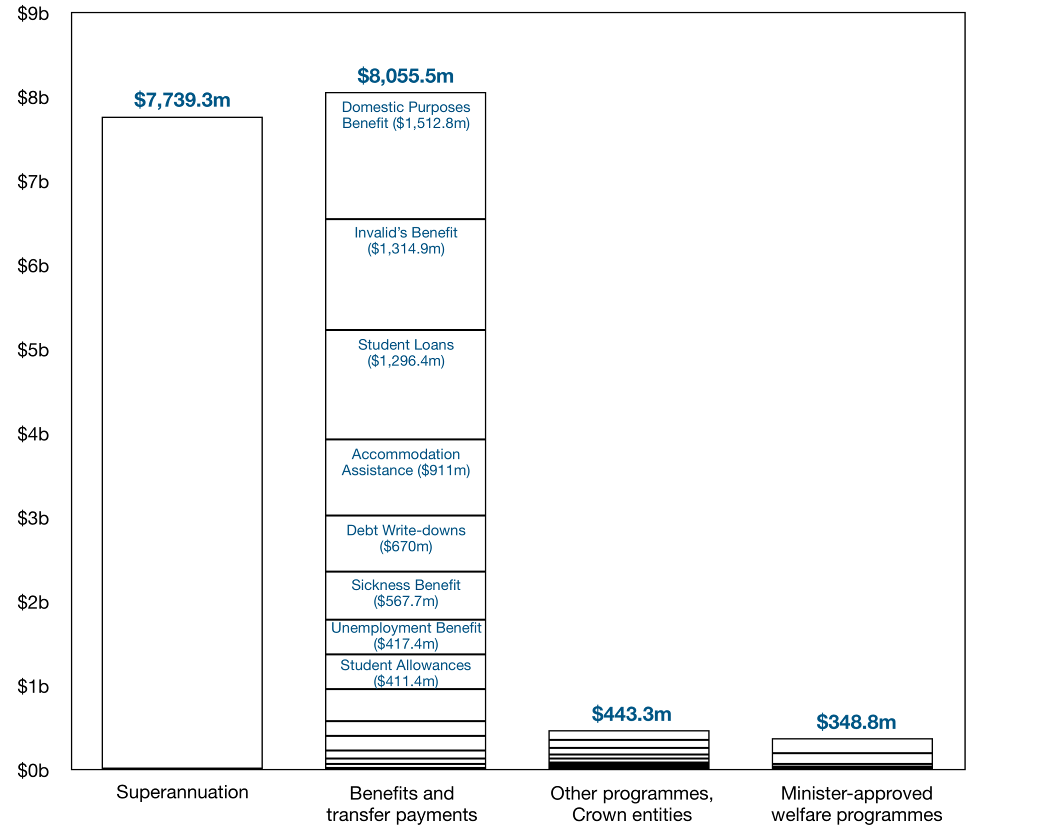 $9b
$8b
$7b
$6b
$5b
$4b
$3b
$2b
$1b
$0b
$7,739.3m
$8,055.5m
Domestic Purposes
Benefit ($1,512.8m)
Invalid’s Benefit
($1,314.9m)
Student Loans
($1,296.4m)
Accommodation
Assistance ($911m)
Debt Write-downs
($670m)
Sickness Benefit
($567.7m)
Unemployment Benefit
($417.4m)
Student Allowances
($411.4m)
$443.3m
$348.8m
Superannuation
Benefits and
transfer payments
Other programmes,
Crown entities
Minister-approved
welfare programmes